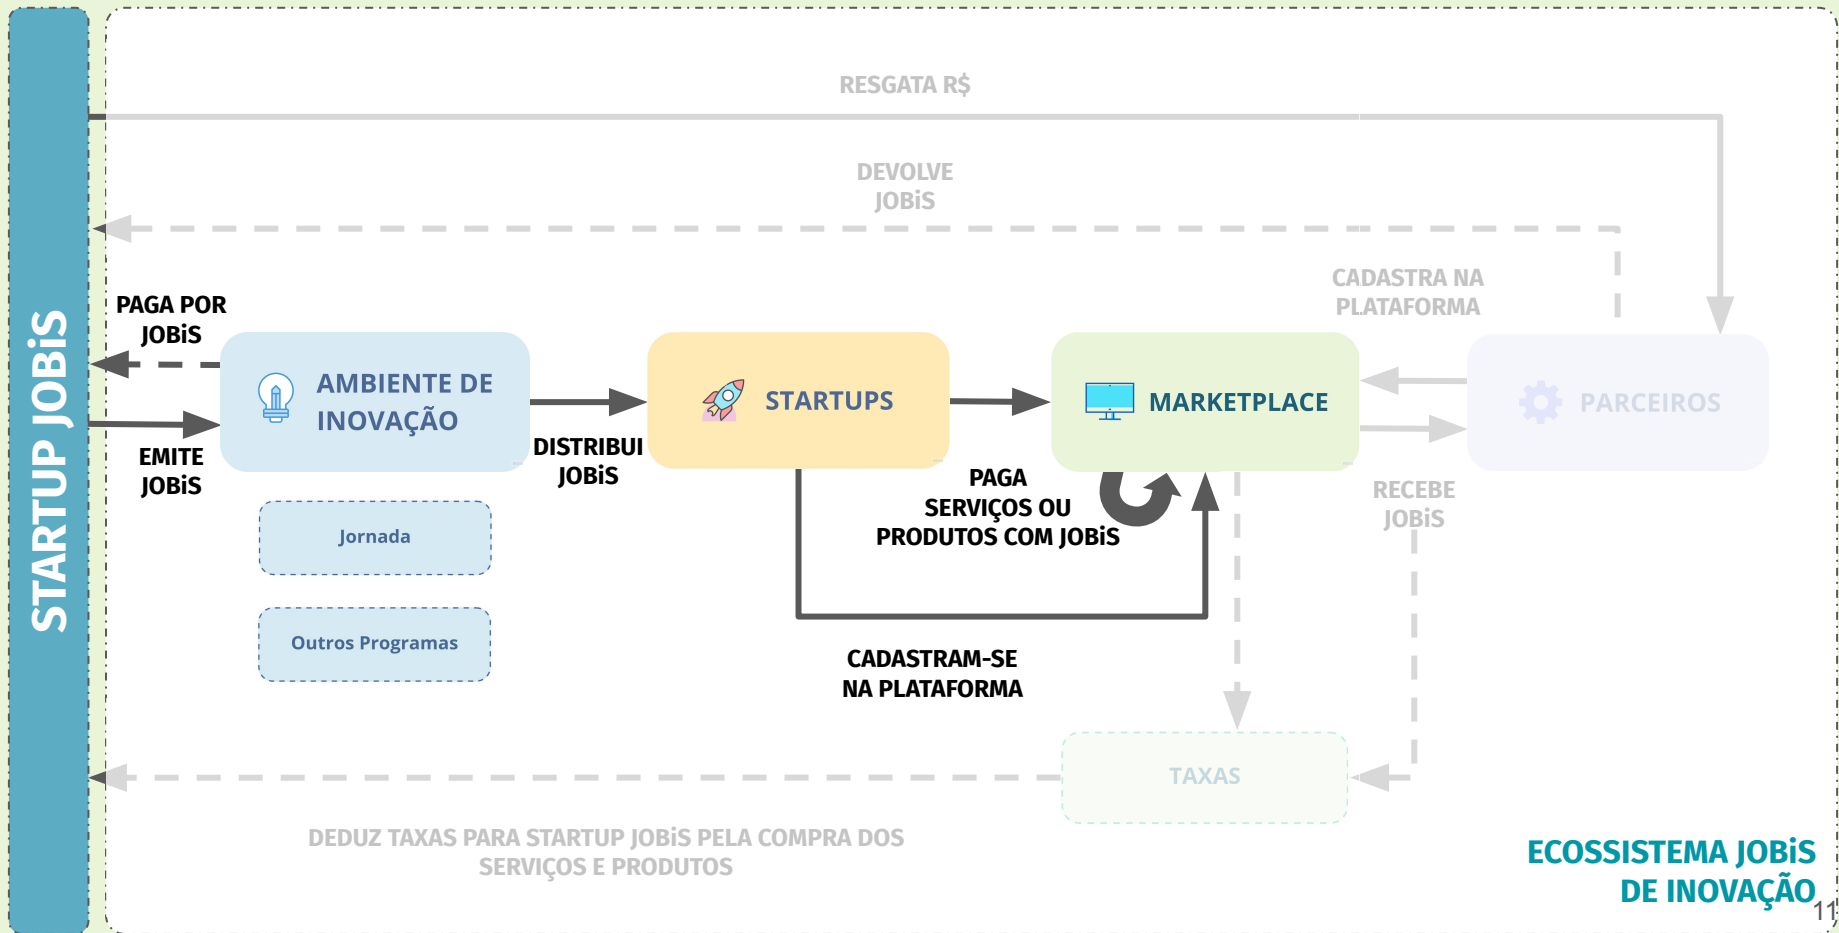 STARTUP JOBiS
RESGATA R$
DEVOLVE
JOBiS
CADASTRA NA
PLATAFORMA
PAGA POR
JOBiS
AMBIENTE DE
INOVAÇÃO
STARTUPS
MARKETPLACE
PARCEIROS
EMITE
JOBiS
DISTRIBUI
JOBiS
PAGA
SERVIÇOS OU
PRODUTOS COM JOBiS
RECEBE
JOBiS
Jornada
Outros Programas
CADASTRAM-SE
NA PLATAFORMA
TAXAS
DEDUZ TAXAS PARA STARTUP JOBiS PELA COMPRA DOS
SERVIÇOS E PRODUTOS
ECOSSISTEMA JOBiS
DE INOVAÇÃO
11